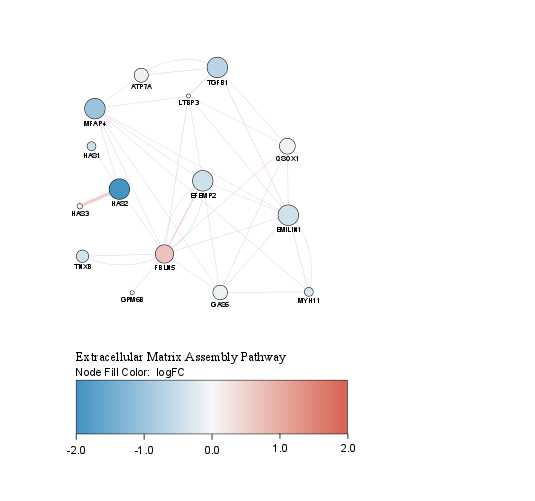 TGFB1
ATP7A
LTBP3
MFAP4
HAS1
QSOX1
HAS2
EFEMP2
HAS3
EMILIN1
TNXB
FBLN5
GPM6B
GAS6
MYH11
Extracellular Matrix Assembly Pathway
Node Fill Color: logFC
-2.0 -1.0 0.0 1.0 2.0